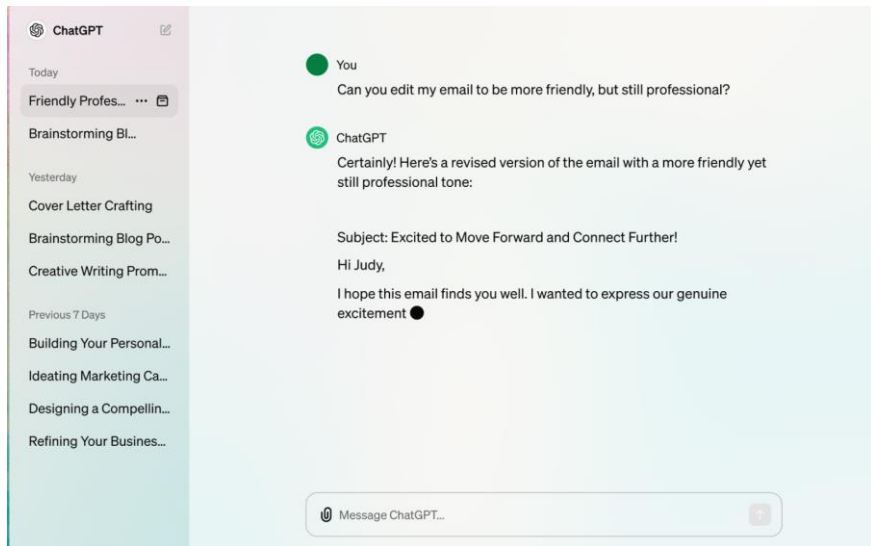 ChatGPT
Today
Friendly Profes...
Brainstorming Bl...
Yesterday
Cover Letter Crafting
Brainstorming Blog Po...
Creative Writing Prom...
Previous 7 Days
Building Your Personal...
Ideating Marketing Ca...
Designing a Compellin...
Refining Your Busines...
You
Can you edit my email to be more friendly, but still professional?
ChatGPT
Certainly! Here's a revised version of the email with a more friendly yet
still professional tone:
Subject: Excited to Move Forward and Connect Further!
Hi Judy,
I hope this email finds you well. I wanted to express our genuine
excitement
Message ChatGPT...